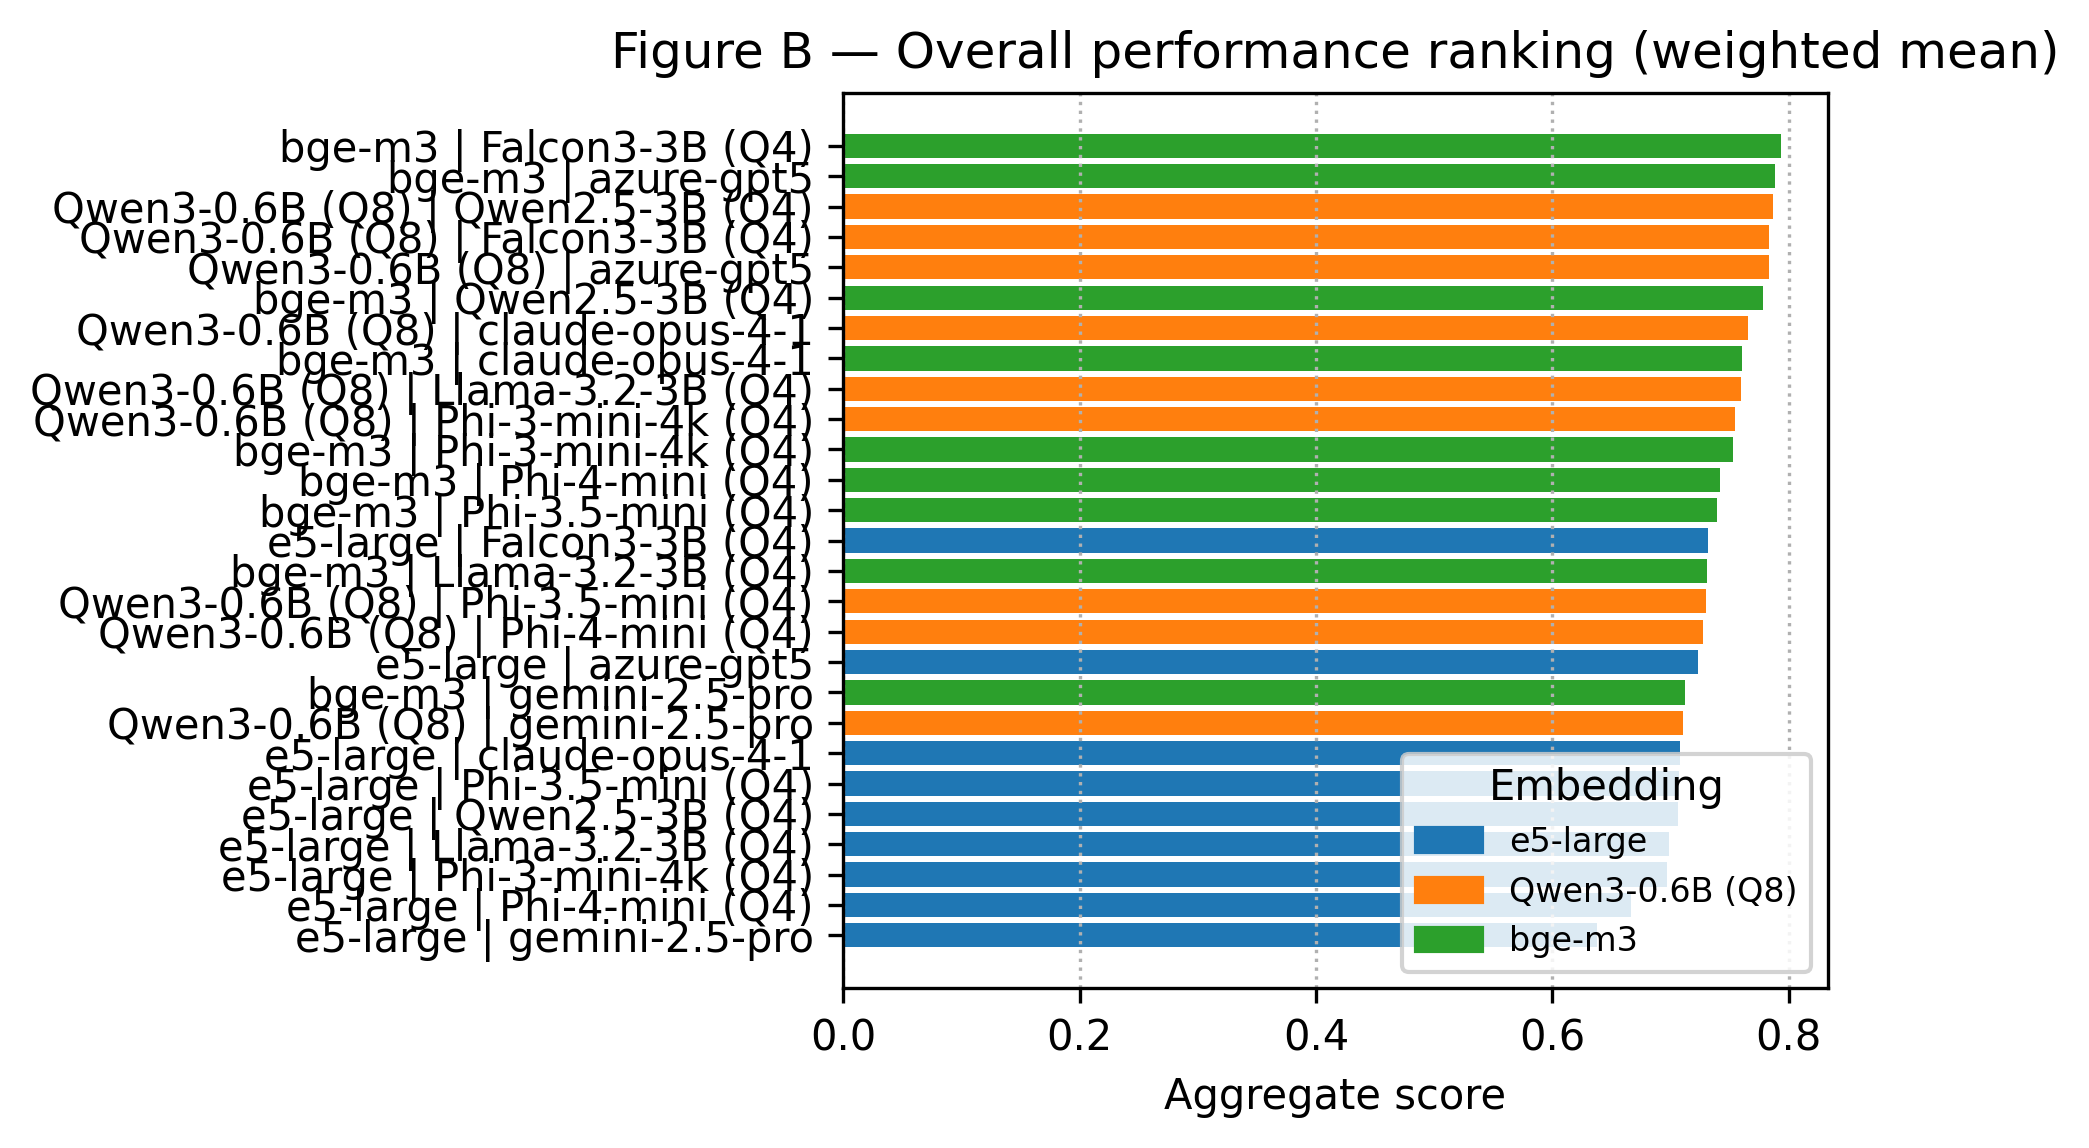 Figure B — Overall performance ranking (weighted mean)
bge-m3 | Falcon3-3B (Q4)
bge-m3 | azure-gpt5
Qwen3-0.6B (Q8) | Qwen2.5-3B (Q4)
Qwen3-0.6B (Q8) | Falcon3-3B (Q4)
Qwen3-0.6B (Q8) | azure-gpt5
bge-m3 | Qwen2.5-3B (Q4)
Qwen3-0.6B (Q8) | claude-opus-4-1
bge-m3 | claude-opus-4-1
Qwen3-0.6B (Q8) | Llama-3.2-3B (Q4)
Qwen3-0.6B (Q8) | Phi-3-mini-4k (Q4)
bge-m3 | Phi-3-mini-4k (Q4)
bge-m3 | Phi-4-mini (Q4)
bge-m3 | Phi-3.5-mini (Q4)
e5-large | Falcon3-3B (Q4)
bge-m3 | Llama-3.2-3B (Q4)
Qwen3-0.6B (Q8) | Phi-3.5-mini (Q4)
Qwen3-0.6B (Q8) | Phi-4-mini (Q4)
e5-large | azure-gpt5
bge-m3 | gemini-2.5-pro
Qwen3-0.6B (Q8) | gemini-2.5-pro
e5-large | claude-opus-4-1
e5-large | Phi-3.5-mini (Q4)
e5-large | Qwen2.5-3B (Q4)
e5-large | Llama-3.2-3B (Q4)
e5-large | Phi-3-mini-4k (Q4)
e5-large | Phi-4-mini (Q4)
e5-large | gemini-2.5-pro
Embedding
e5-large
Qwen3-0.6B (Q8)
bge-m3
0.0 0.2 0.4 0.6 0.8
Aggregate score